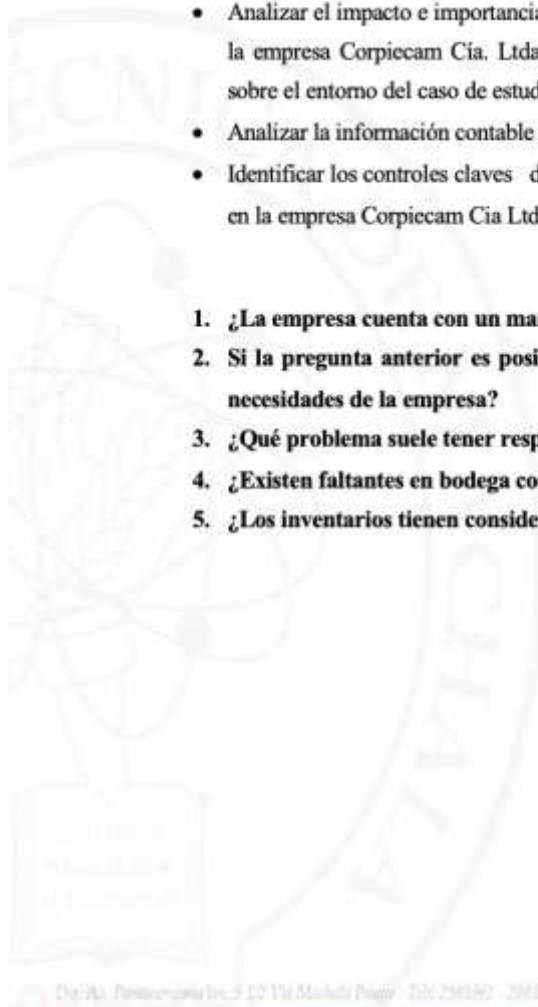 • Analizar el impacto e importancia
la empresa Corpiecam Cía. Ltda
sobre el entorno del caso de estud
• Analizar la información contable
• Identificar los controles claves d
en la empresa Corpiecam Cia Ltd
1. ¿La empresa cuenta con un ma
2. Si la pregunta anterior es posi
necesidades de la empresa?
3. ¿Qué problema suele tener resp
4. ¿Existen faltantes en bodega co
5. ¿Los inventarios tienen conside
TÉCNI
DE
CHALA